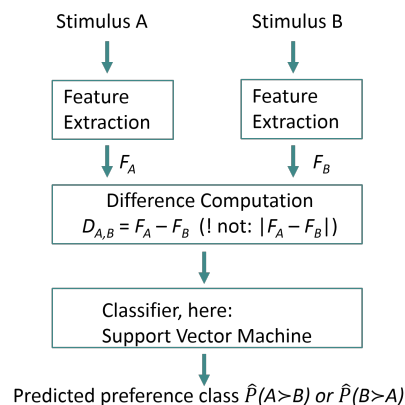 Stimulus A Stimulus B
Feature Extraction Feature Extraction
F_A F_B
Difference Computation
D_{A,B} = F_A – F_B (! not: |F_A – F_B|)
Classifier, here:
Support Vector Machine
Predicted preference class P̂(A≻B) or P̂(B≻A)